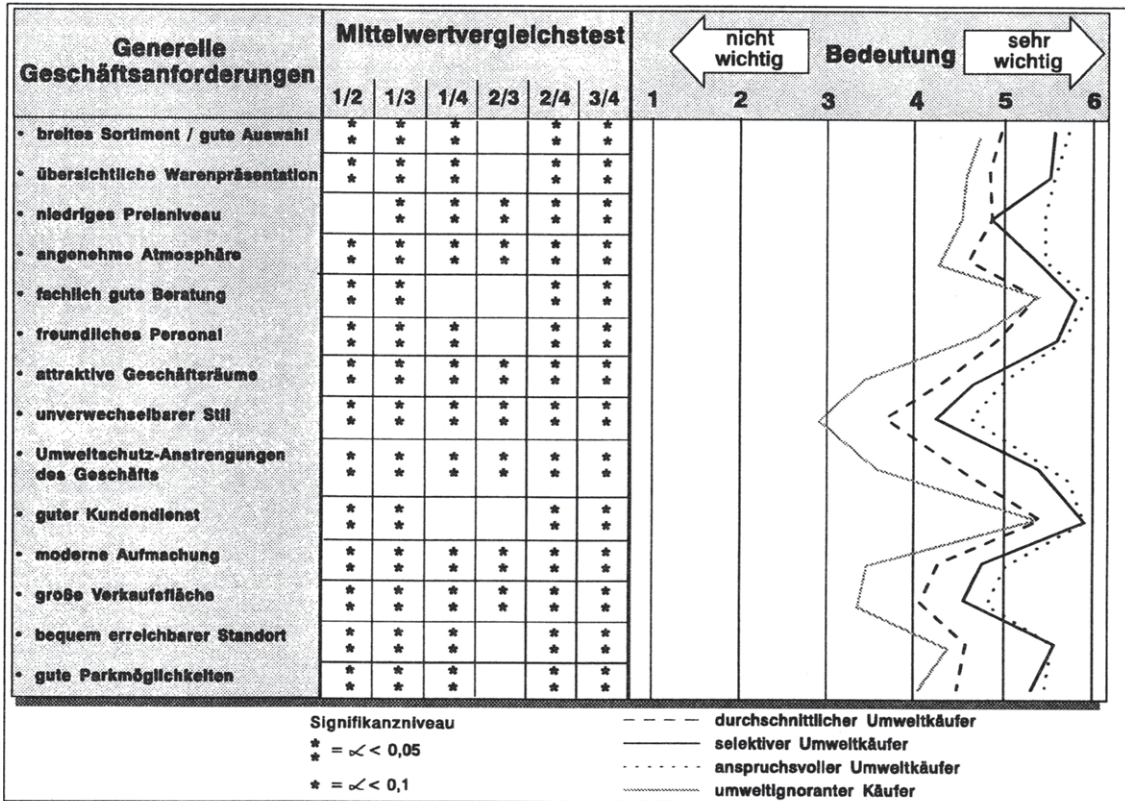 Generelle
Geschäftsanforderungen
Mittelwertvergleichstest
1/2 1/3 1/4 2/3 2/4 3/4
nicht
wichtig
Bedeutung
sehr
wichtig
1 2 3 4 5 6
• breites Sortiment / gute Auswahl ** ** ** ** **
• übersichtliche Warenpräsentation ** ** ** ** **
• niedriges Preisniveau ** ** ** ** **
• angenehme Atmosphäre ** ** ** ** ** **
• fachlich gute Beratung ** ** ** **
• freundliches Personal ** ** ** ** **
• attraktive Geschäftsräume ** ** ** ** ** **
• unverwechselbarer Stil ** ** ** ** ** **
• Umweltschutz-Anstrengungen
des Geschäfts ** ** ** ** ** **
• guter Kundendienst ** ** ** **
• moderne Aufmachung ** ** ** ** ** **
• große Verkaufsfläche ** ** ** ** ** **
• bequem erreichbarer Standort ** ** ** ** **
• gute Parkmöglichkeiten ** ** ** ** **
Signifikanzniveau
** = ∝ < 0,05
* = ∝ < 0,1
durchschnittlicher Umweltkäufer
selektiver Umweltkäufer
anspruchsvoller Umweltkäufer
umweltignoranter Käufer